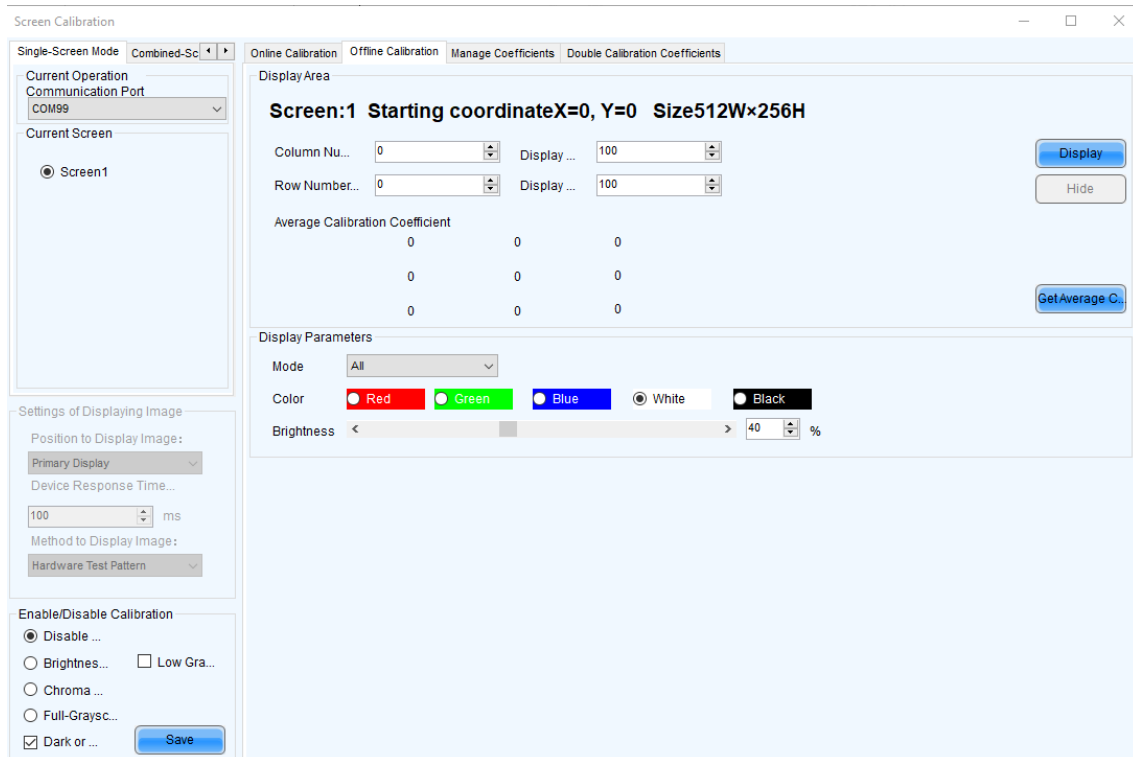 Screen Calibration
Single-Screen Mode Combined-Sc
Online Calibration Offline Calibration Manage Coefficients Double Calibration Coefficients
Current Operation
Communication Port
COM99
Current Screen
Screen1
Settings of Displaying Image
Position to Display Image:
Primary Display
Device Response Time...
100 ms
Method to Display Image:
Hardware Test Pattern
Enable/Disable Calibration
Disable ...
Brightnes... Low Gra...
Chroma ...
Full-Graysc...
Dark or ... Save
Display Area
Screen:1 Starting coordinateX=0, Y=0 Size512W×256H
Column Nu... 0 Display ... 100 Display
Row Number... 0 Display ... 100 Hide
Average Calibration Coefficient
0 0 0
0 0 0
0 0 0
Get Average C...
Display Parameters
Mode All
Color Red Green Blue White Black
Brightness < > 40 %